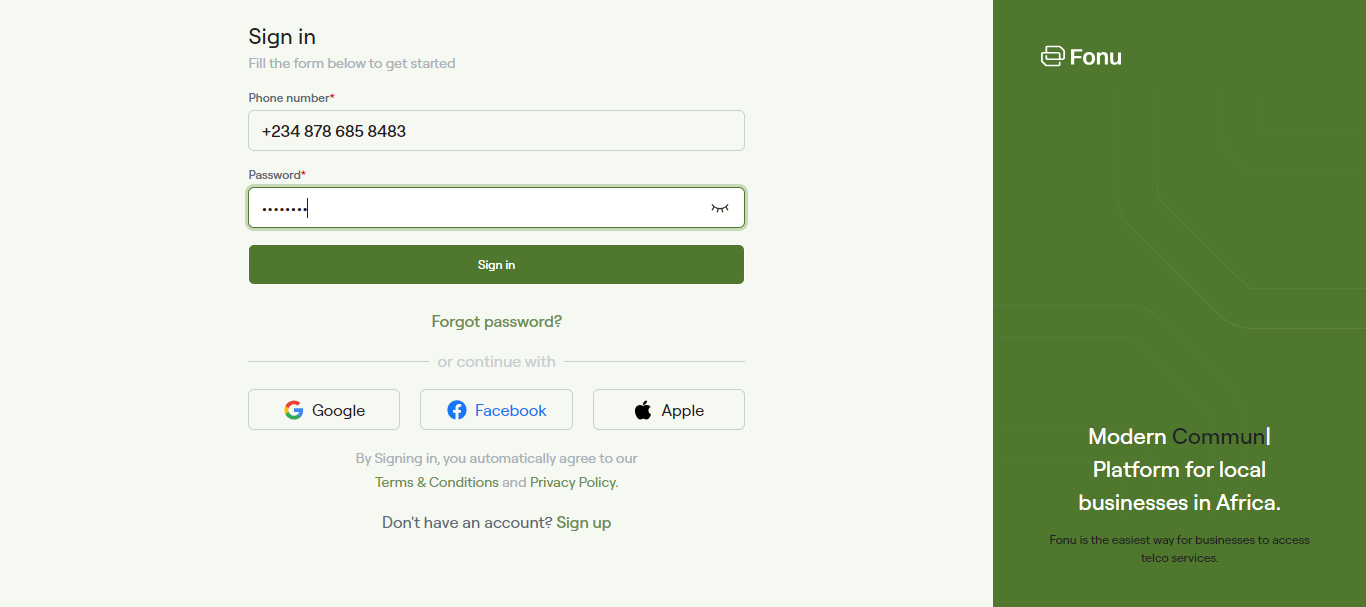 Sign in
Fill the form below to get started
Phone number*
+234 878 685 8483
Password*
••••••••
Sign in
Forgot password?
or continue with
Google
Facebook
Apple
By Signing in, you automatically agree to our
Terms & Conditions and Privacy Policy.
Don't have an account? Sign up
Fonu
Modern Commun|
Platform for local
businesses in Africa.
Fonu is the easiest way for businesses to access
telco services.